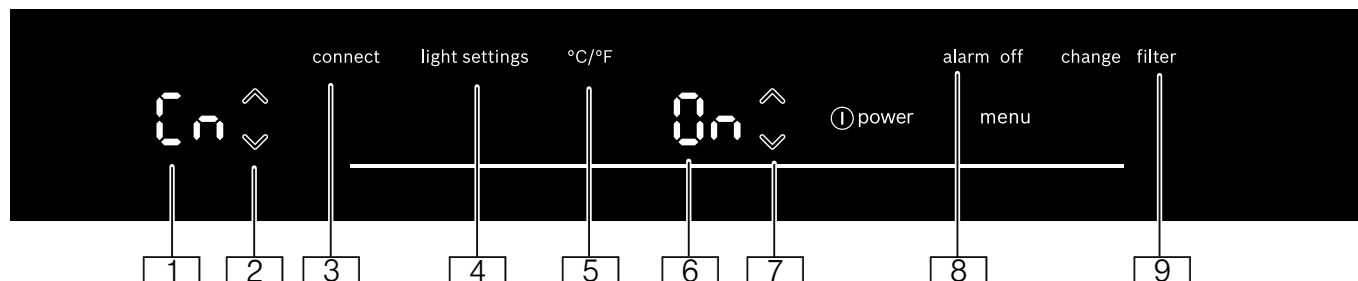 connect light settings °C/°F alarm off change filter
Cn On power menu
1 2 3 4 5 6 7 8 9